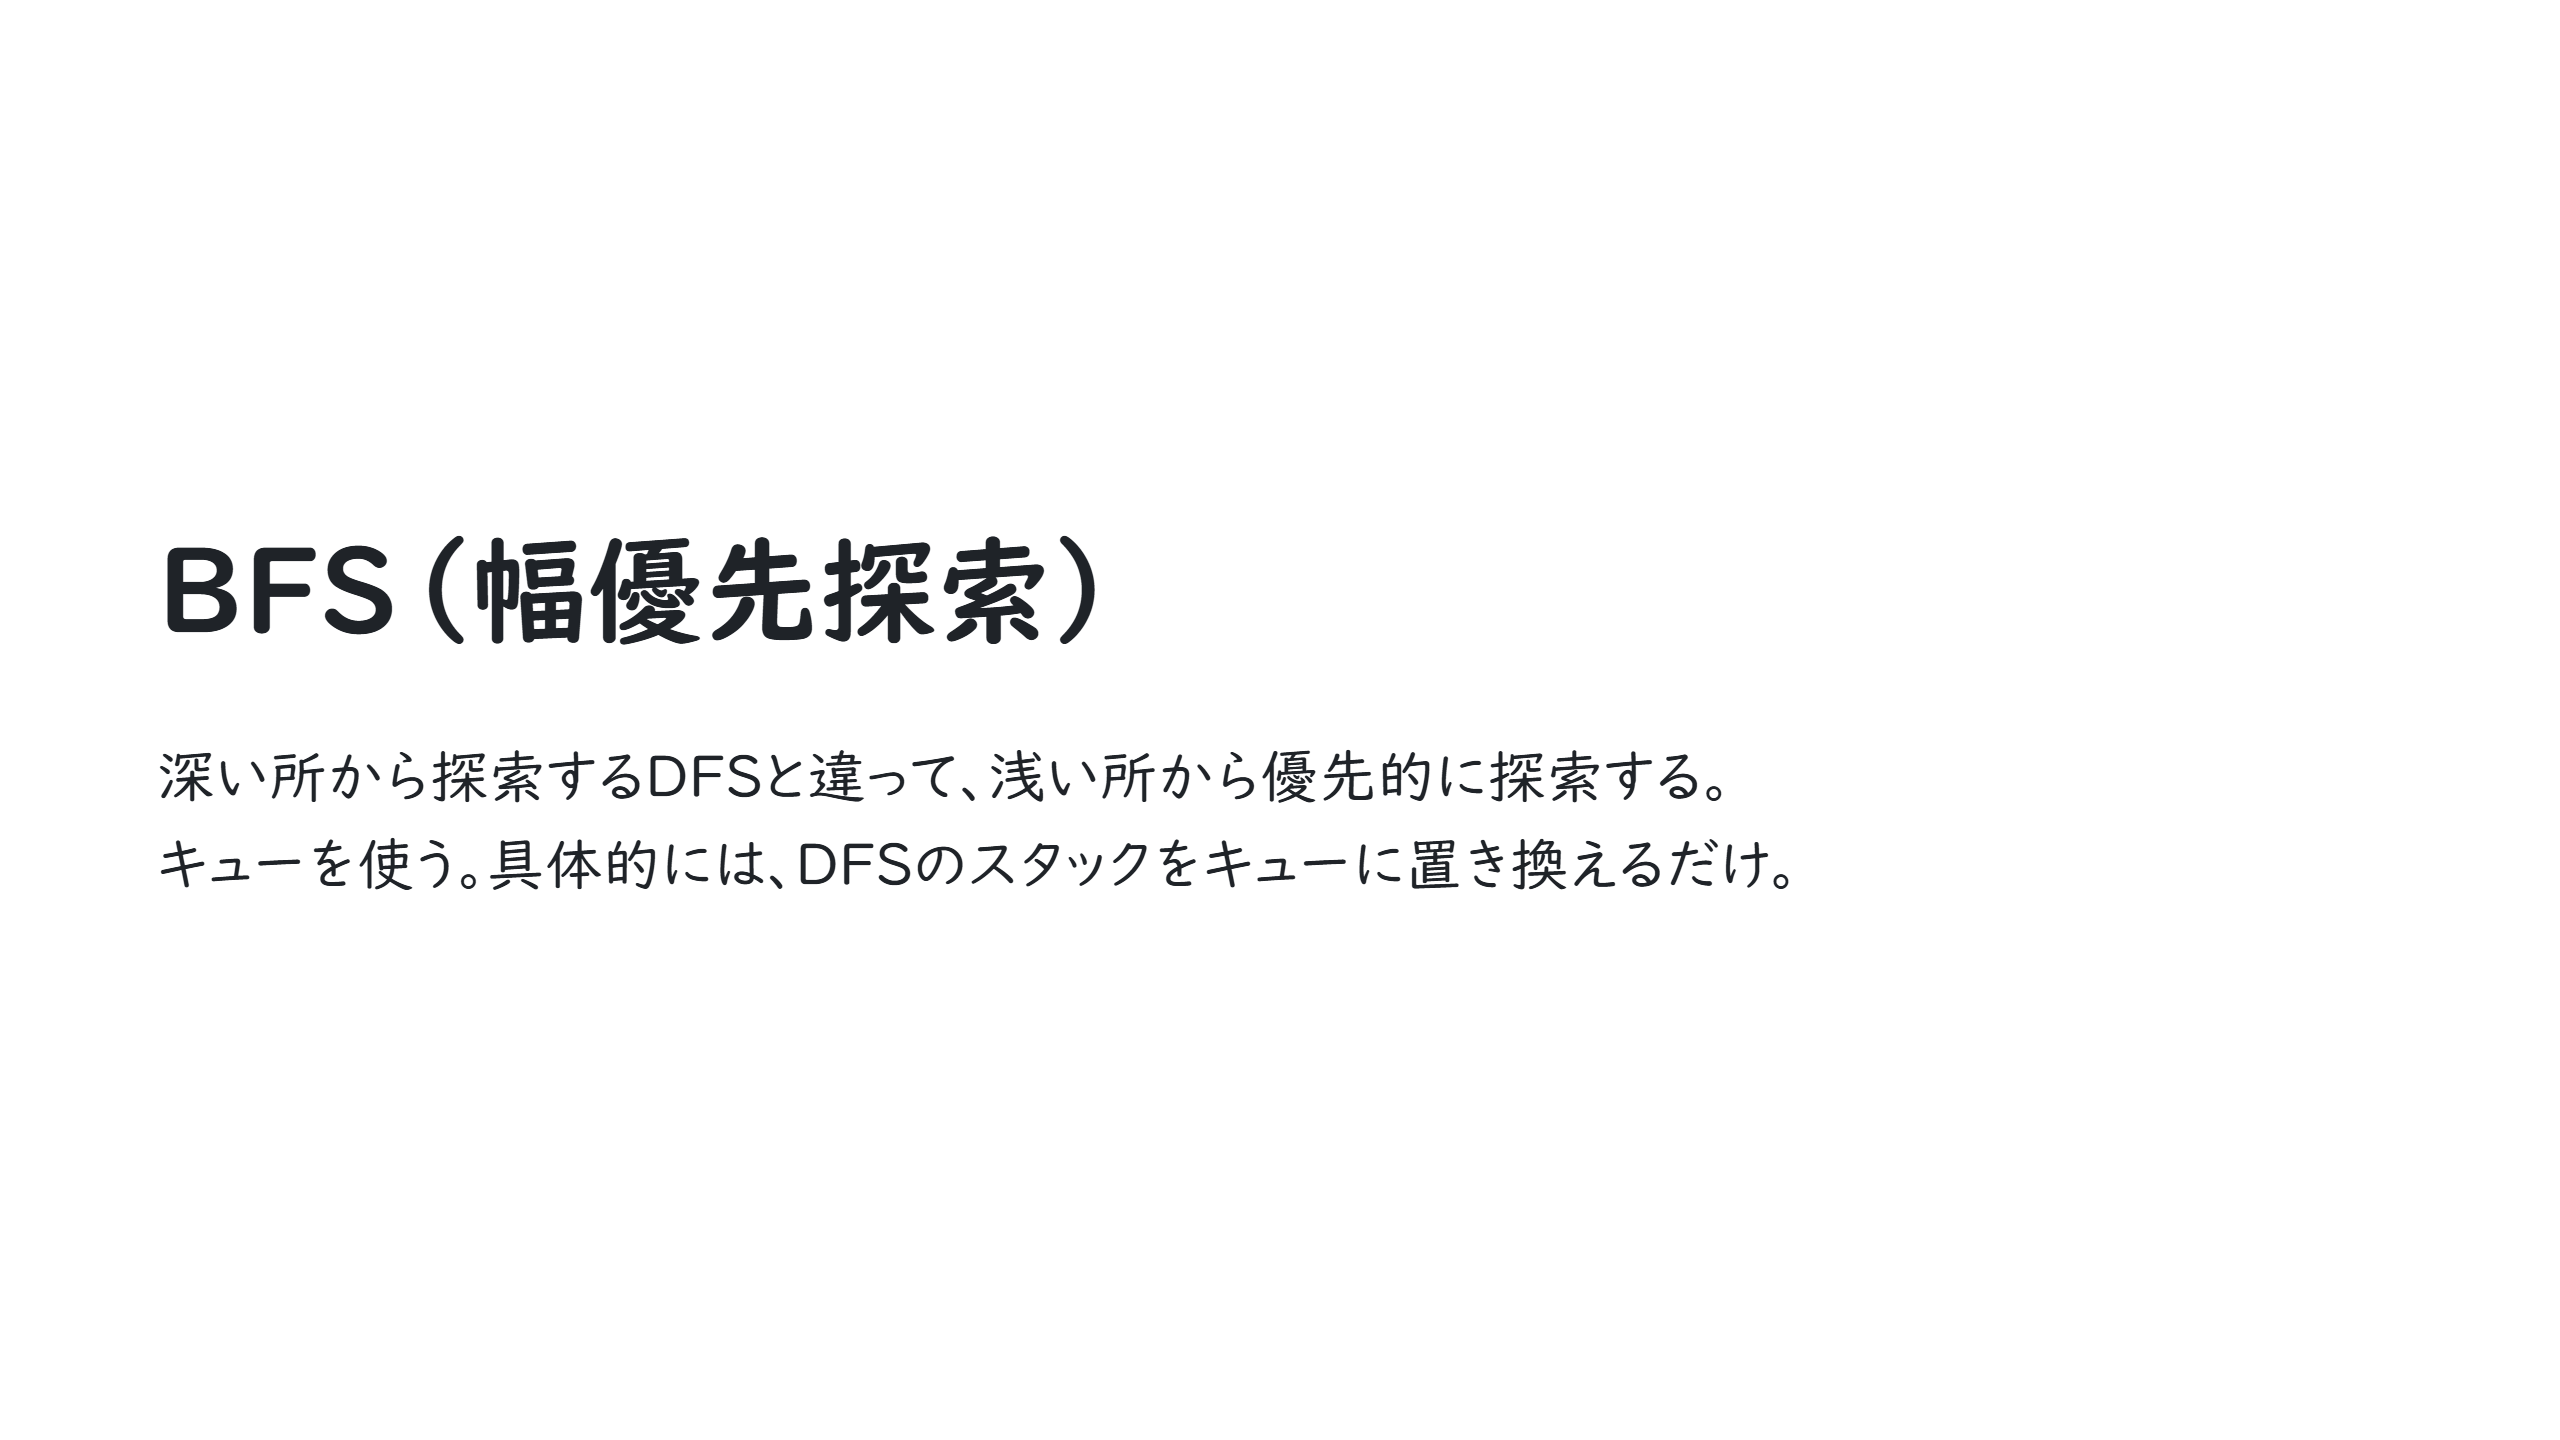 BFS（幅優先探索）
深い所から探索するDFSと違って、浅い所から優先的に探索する。
キューを使う。具体的には、DFSのスタックをキューに置き換えるだけ。